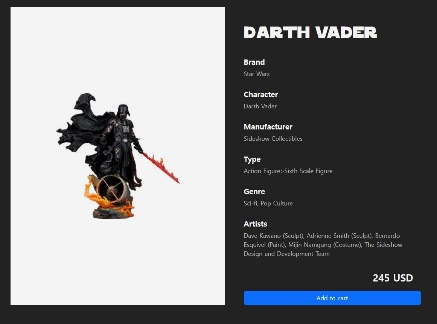 DARTH VADER
Brand
Star Wars
Character
Darth Vader
Manufacturer
Sideshow Collectibles
Type
Action Figure>Sixth Scale Figure
Genre
Sci-fi, Pop Culture
Artists
Dave Kawano (Sculpt), Adrienne Smith (Sculpt), Bernardo
Esquivel (Paint), Mijin Namgung (Costume), The Sideshow
Design and Development Team
245 USD
Add to cart